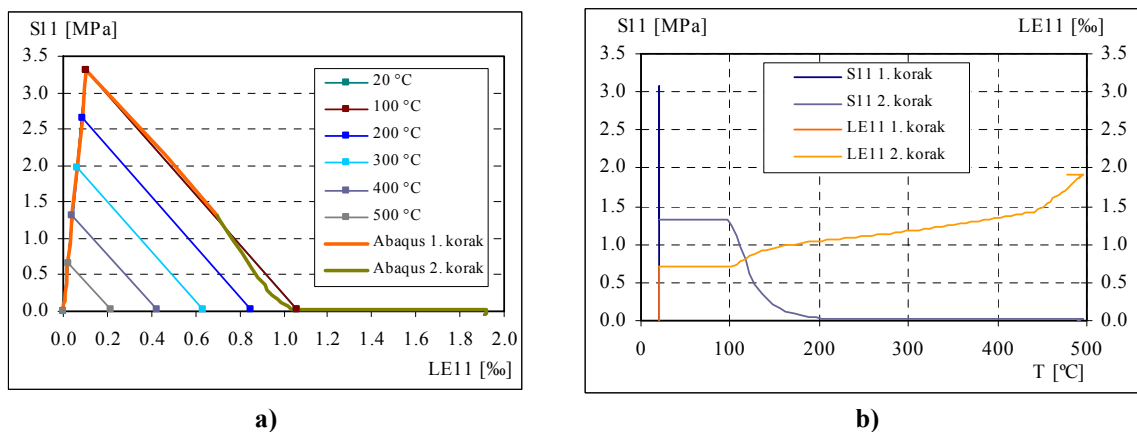 S11 [MPa]
3.5
3.0
2.5
2.0
1.5
1.0
0.5
0.0
0.0 0.2 0.4 0.6 0.8 1.0 1.2 1.4 1.6 1.8 2.0
LE11 [‰]
20 °C
100 °C
200 °C
300 °C
400 °C
500 °C
Abaqus 1. korak
Abaqus 2. korak
a)
S11 [MPa]
LE11 [‰]
3.5 3.5
3.0 3.0
2.5 2.5
2.0 2.0
1.5 1.5
1.0 1.0
0.5 0.5
0.0 0.0
0 100 200 300 400 500
T [°C]
S11 1. korak
S11 2. korak
LE11 1. korak
LE11 2. korak
b)